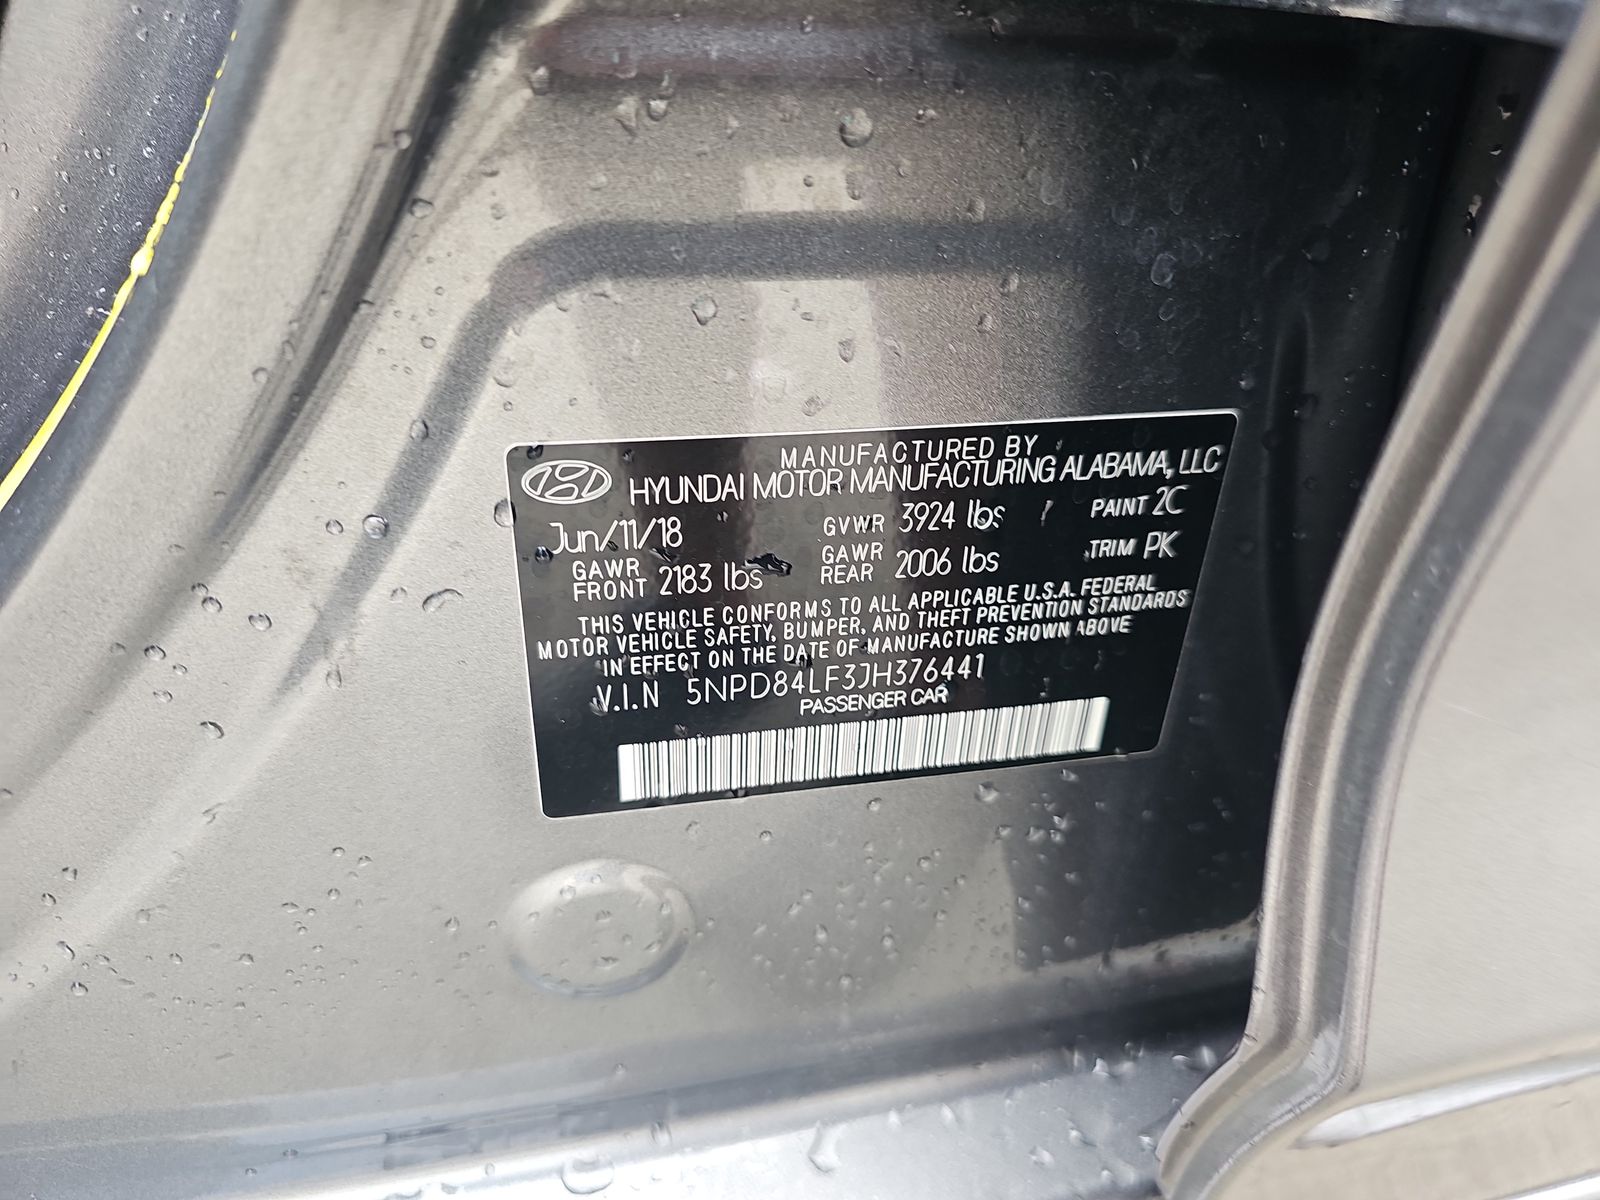 MANUFACTURED BY
HYUNDAI MOTOR MANUFACTURING ALABAMA, LLC
Jun/11/18 GVWR 3924 lbs PAINT 2C
GAWR FRONT 2183 lbs GAWR REAR 2006 lbs TRIM PK
THIS VEHICLE CONFORMS TO ALL APPLICABLE U.S.A. FEDERAL
MOTOR VEHICLE SAFETY, BUMPER, AND THEFT PREVENTION STANDARDS
IN EFFECT ON THE DATE OF MANUFACTURE SHOWN ABOVE
V.I.N 5NPD84LF3JH376441
PASSENGER CAR